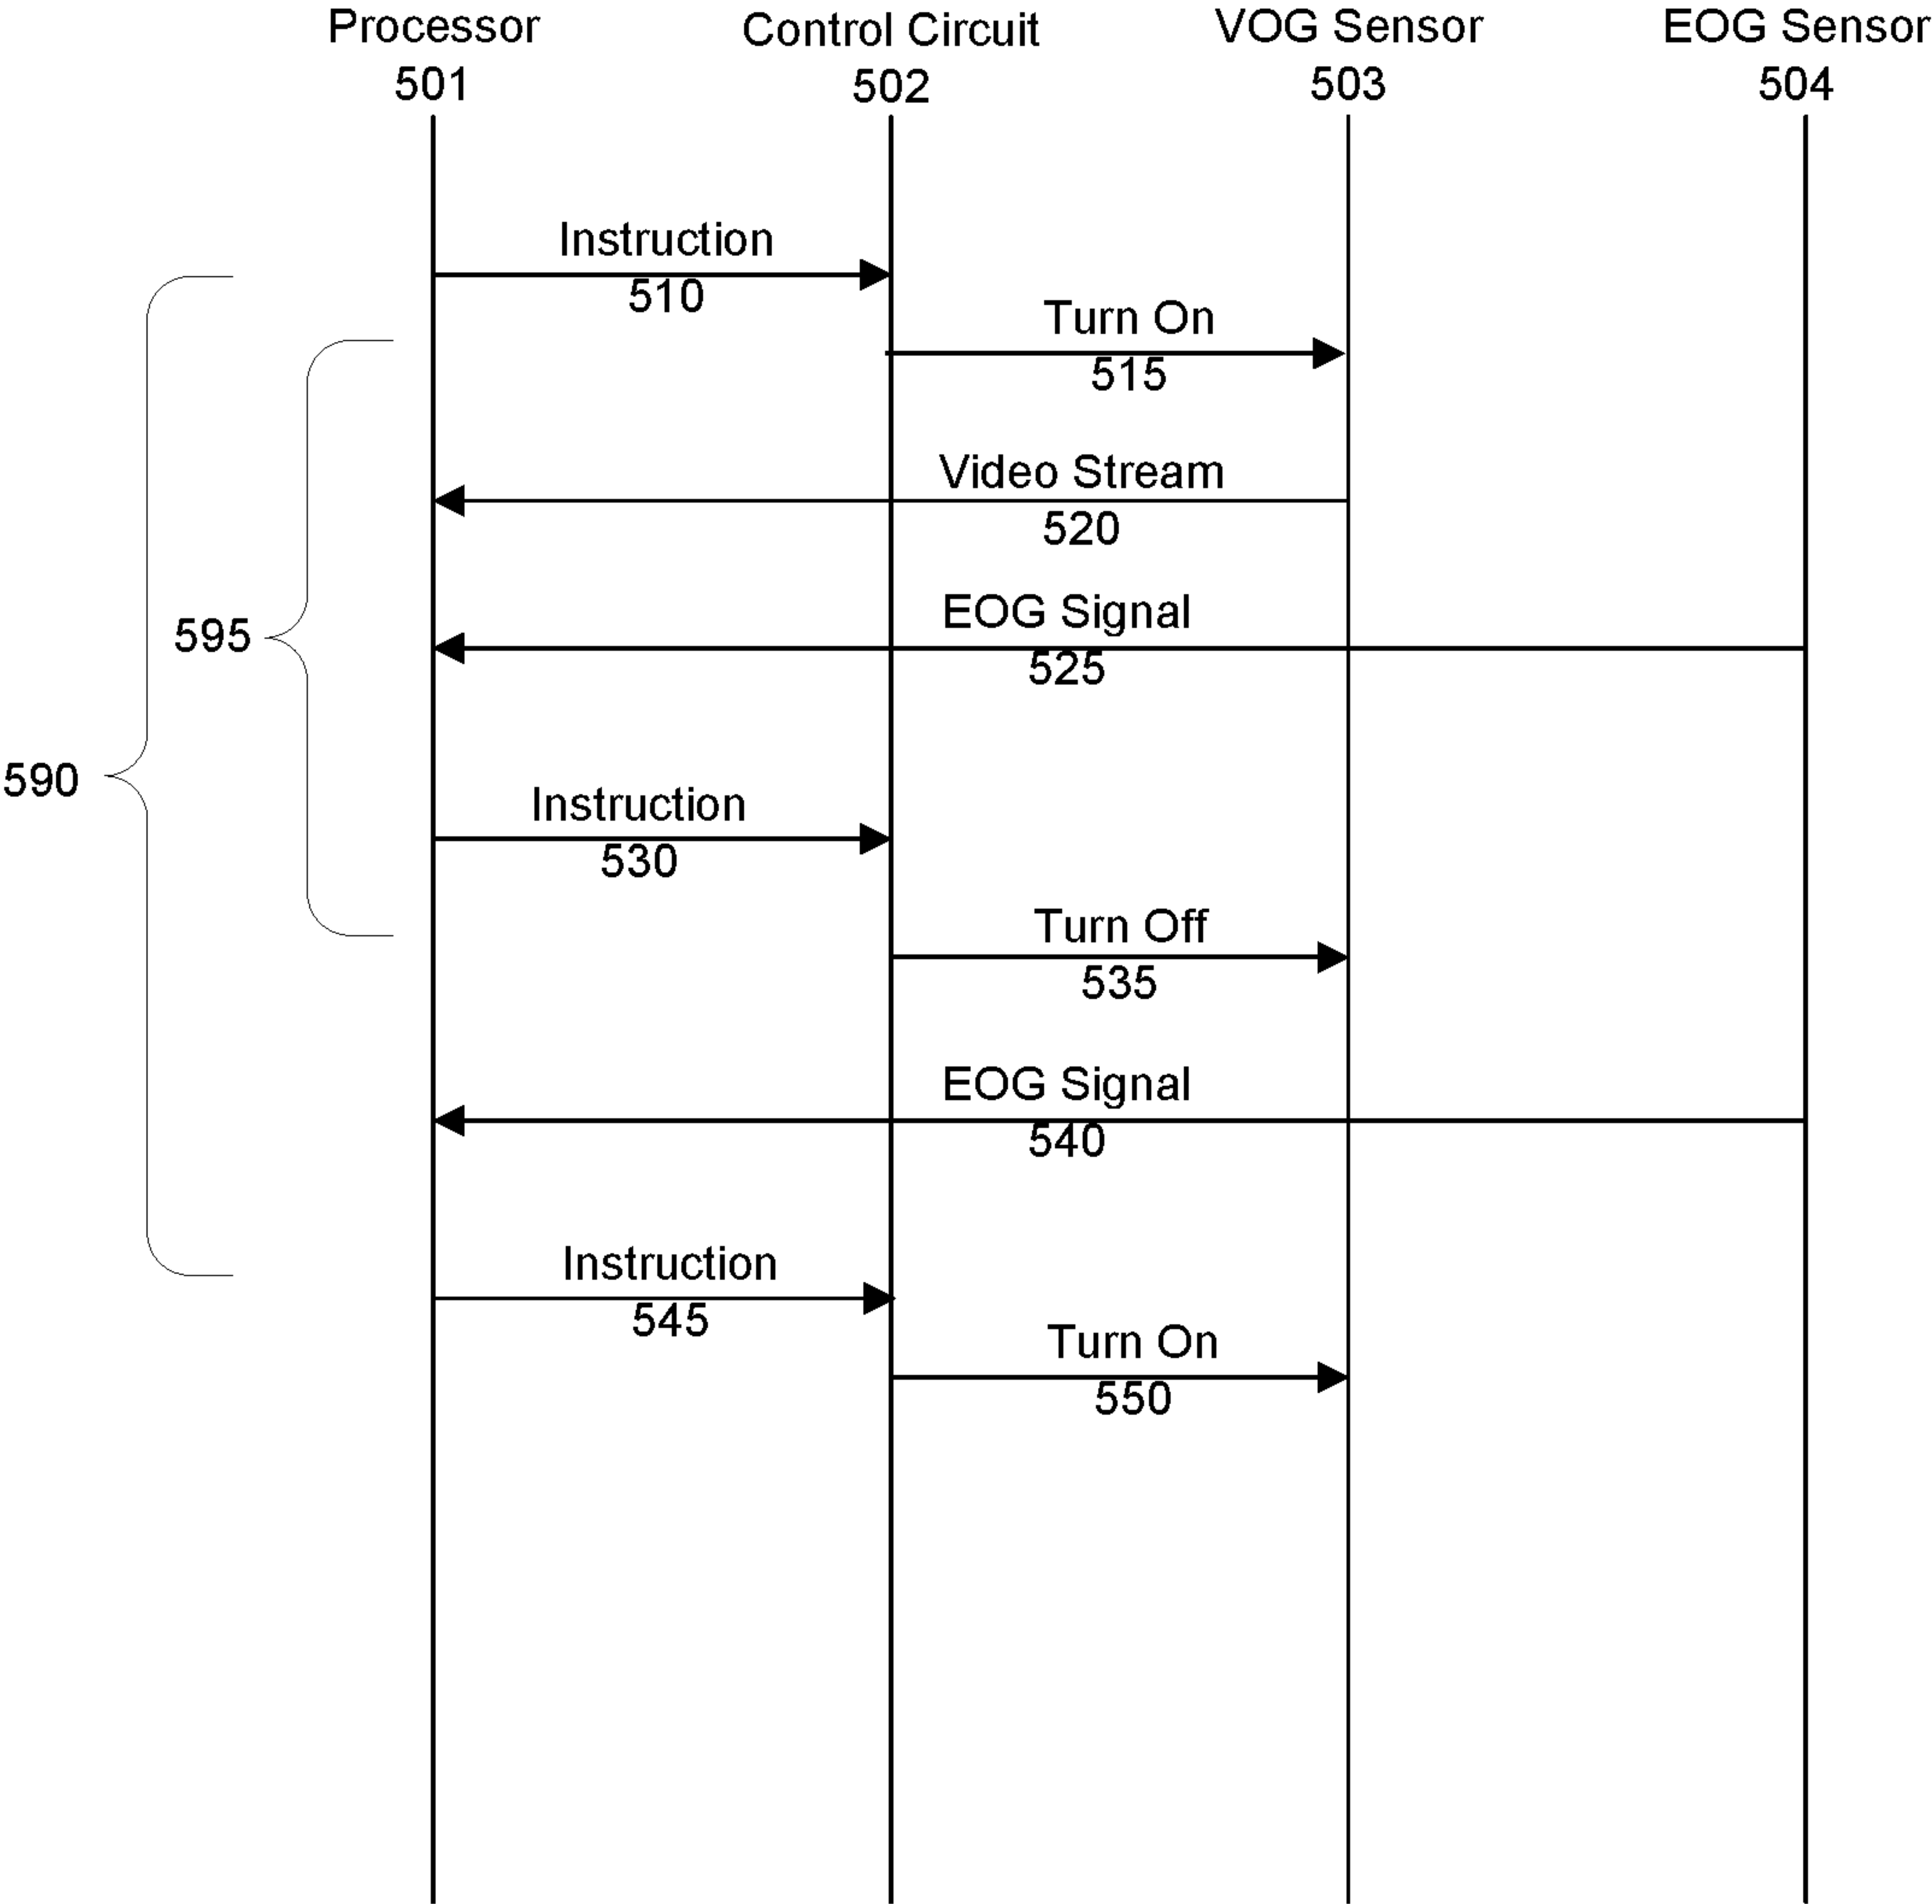 Processor
501
Control Circuit
502
VOG Sensor
503
EOG Sensor
504
Instruction
510
Turn On
515
Video Stream
520
EOG Signal
525
595
590
Instruction
530
Turn Off
535
EOG Signal
540
Instruction
545
Turn On
550